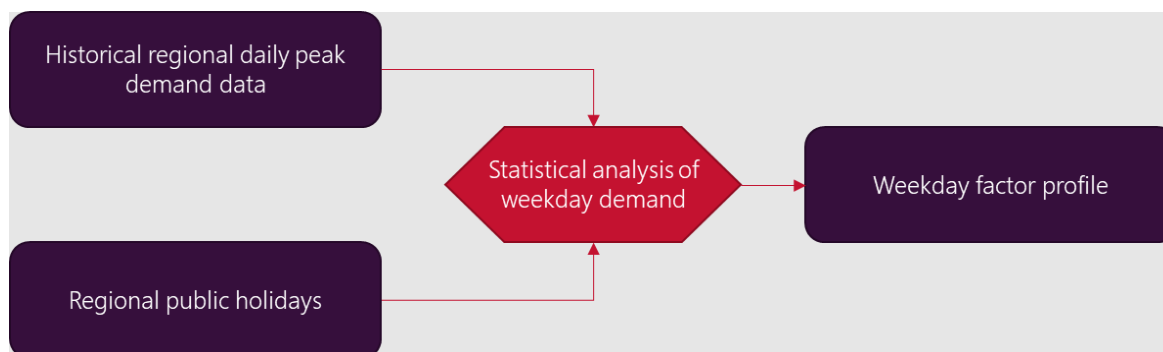 Historical regional daily peak
demand data
Statistical analysis of
weekday demand
Weekday factor profile
Regional public holidays